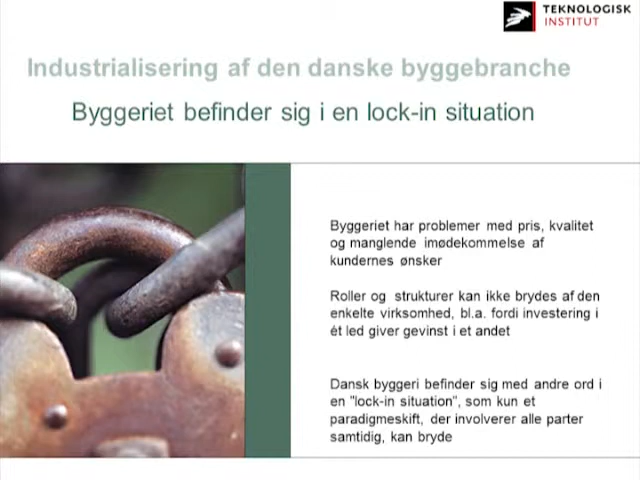 TEKNOLOGISK
INSTITUT
Industrialisering af den danske byggebranche
Byggeriet befinder sig i en lock-in situation
Byggeriet har problemer med pris, kvalitet
og manglende imødekommelse af
kundernes ønsker
Roller og strukturer kan ikke brydes af den
enkelte virksomhed, bl.a. fordi investering i
ét led giver gevinst i et andet
Dansk byggeri befinder sig med andre ord i
en "lock-in situation", som kun et
paradigmeskift, der involverer alle parter
samtidig, kan bryde